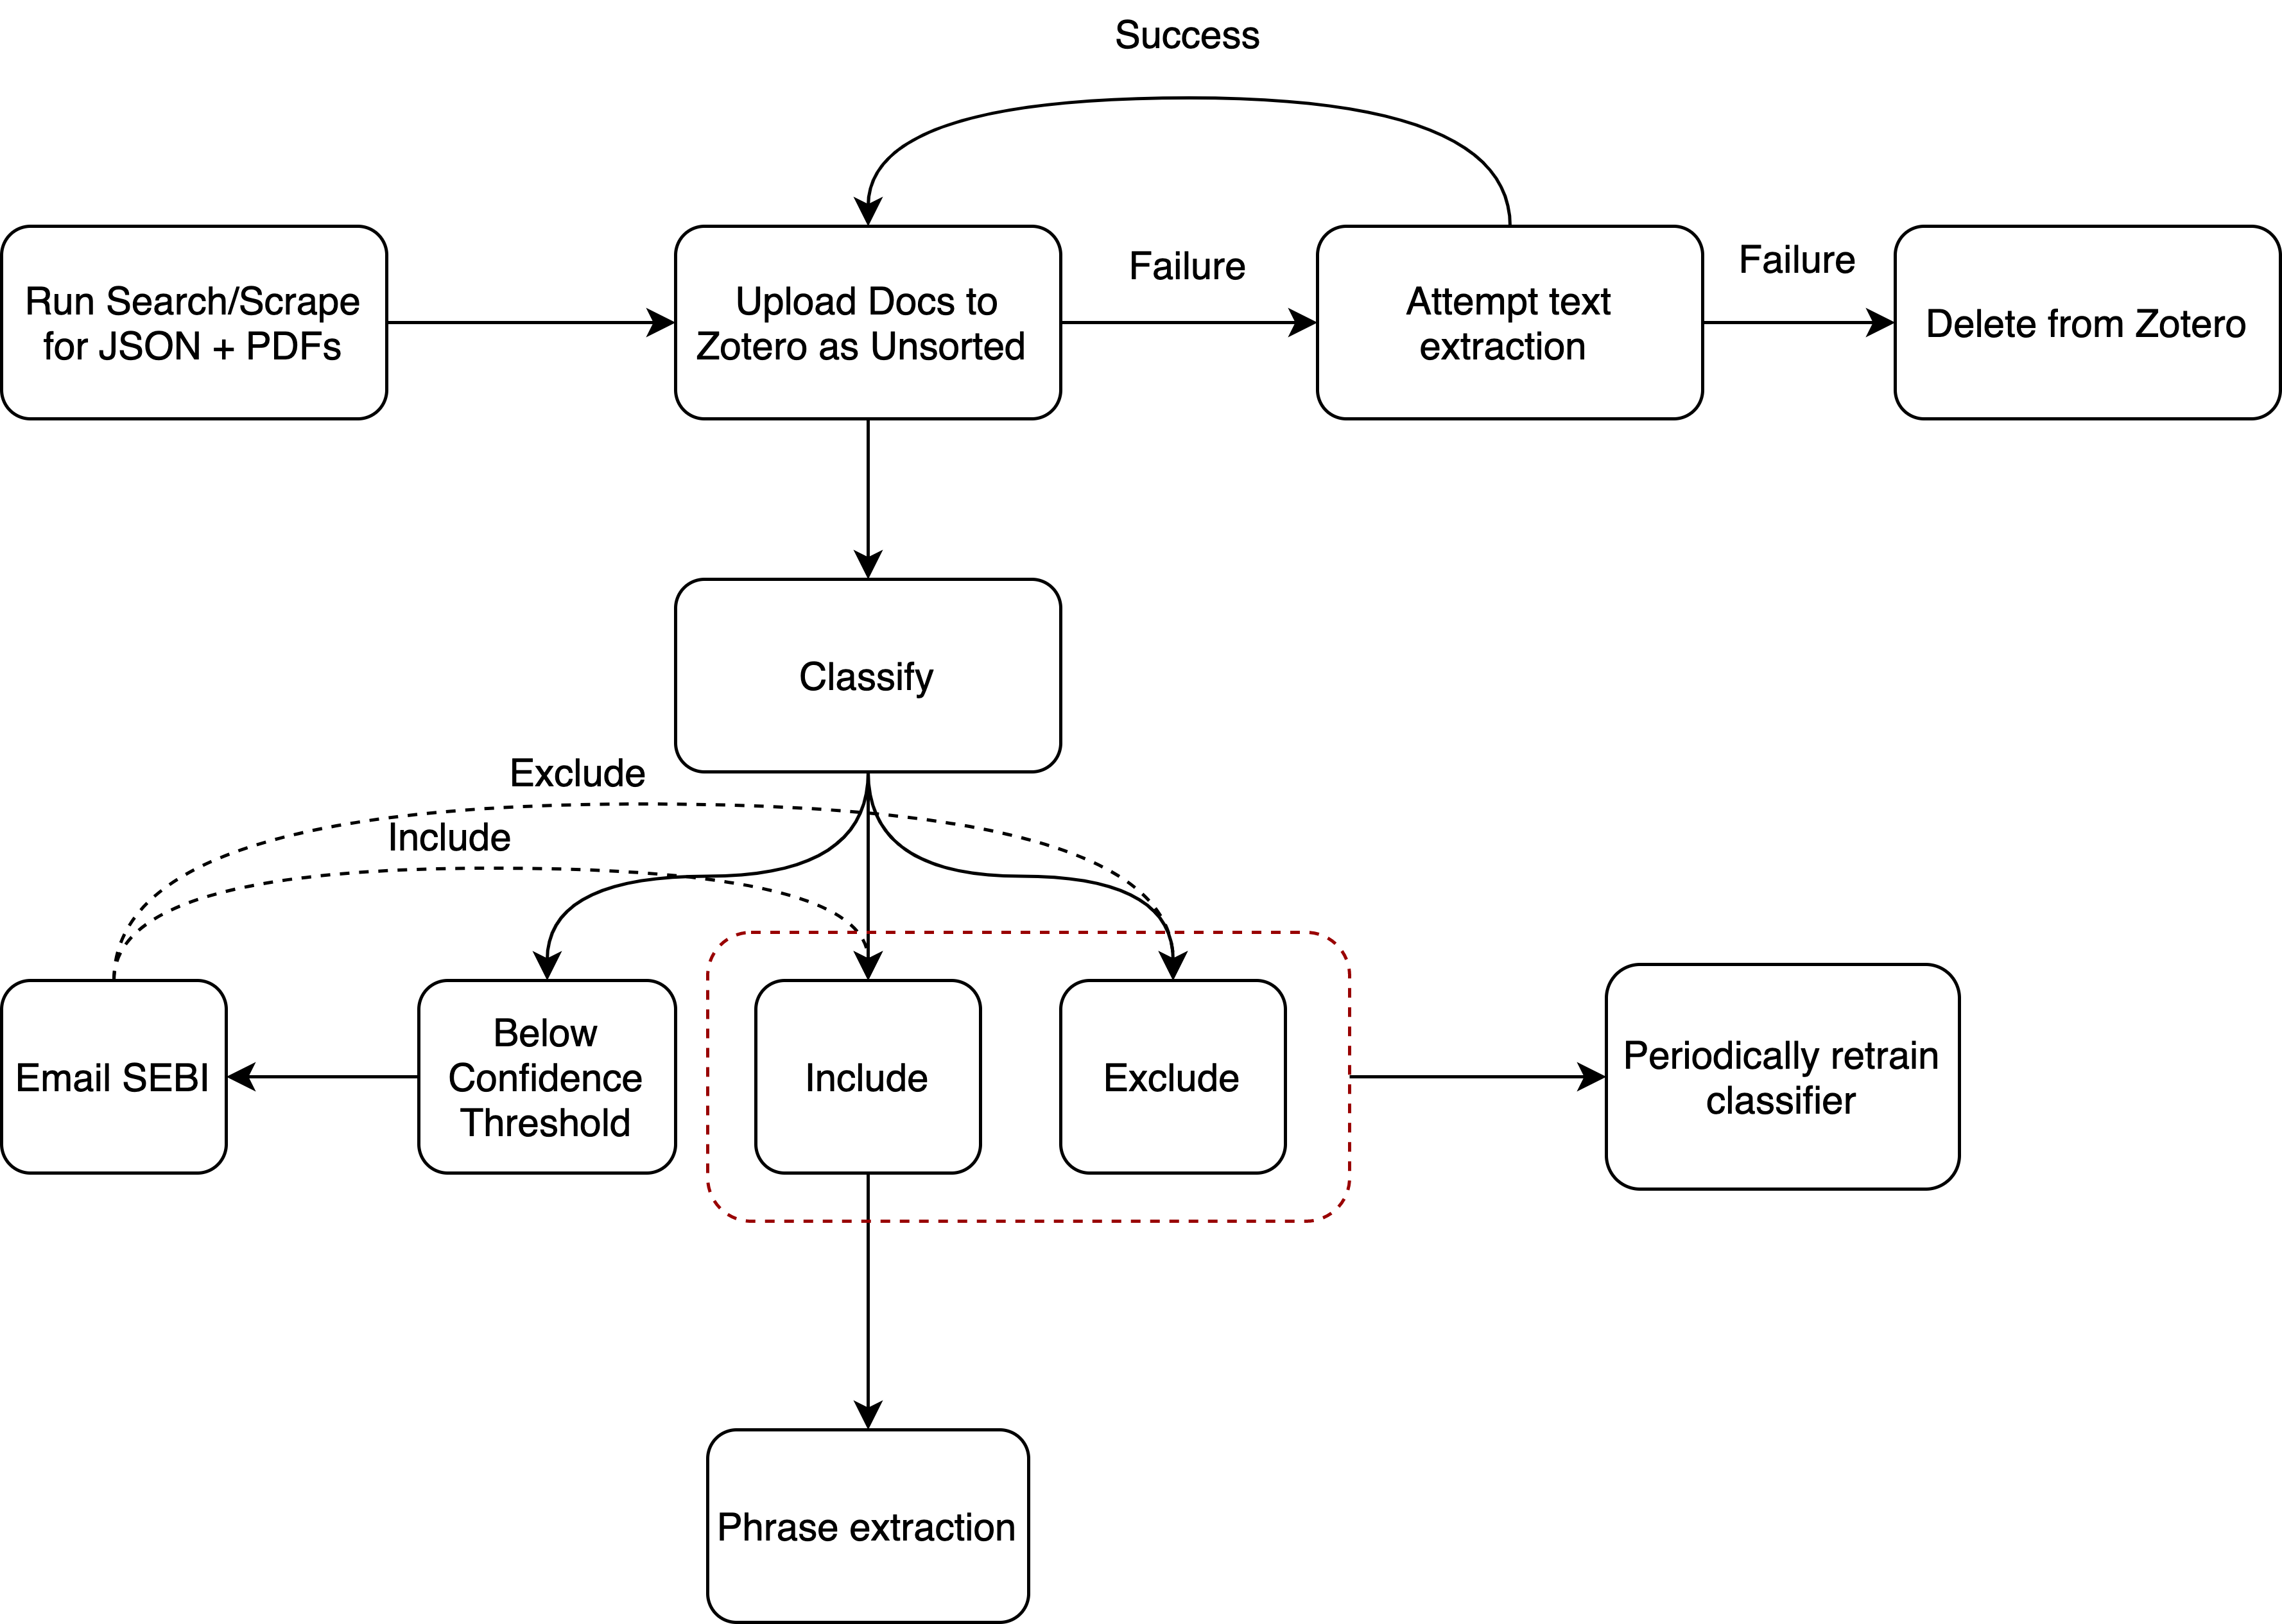 Success
Run Search/Scrape
for JSON + PDFs
Upload Docs to
Zotero as Unsorted
Failure
Attempt text
extraction
Failure
Delete from Zotero
Classify
Exclude
Include
Email SEBI
Below
Confidence
Threshold
Include
Exclude
Periodically retrain
classifier
Phrase extraction